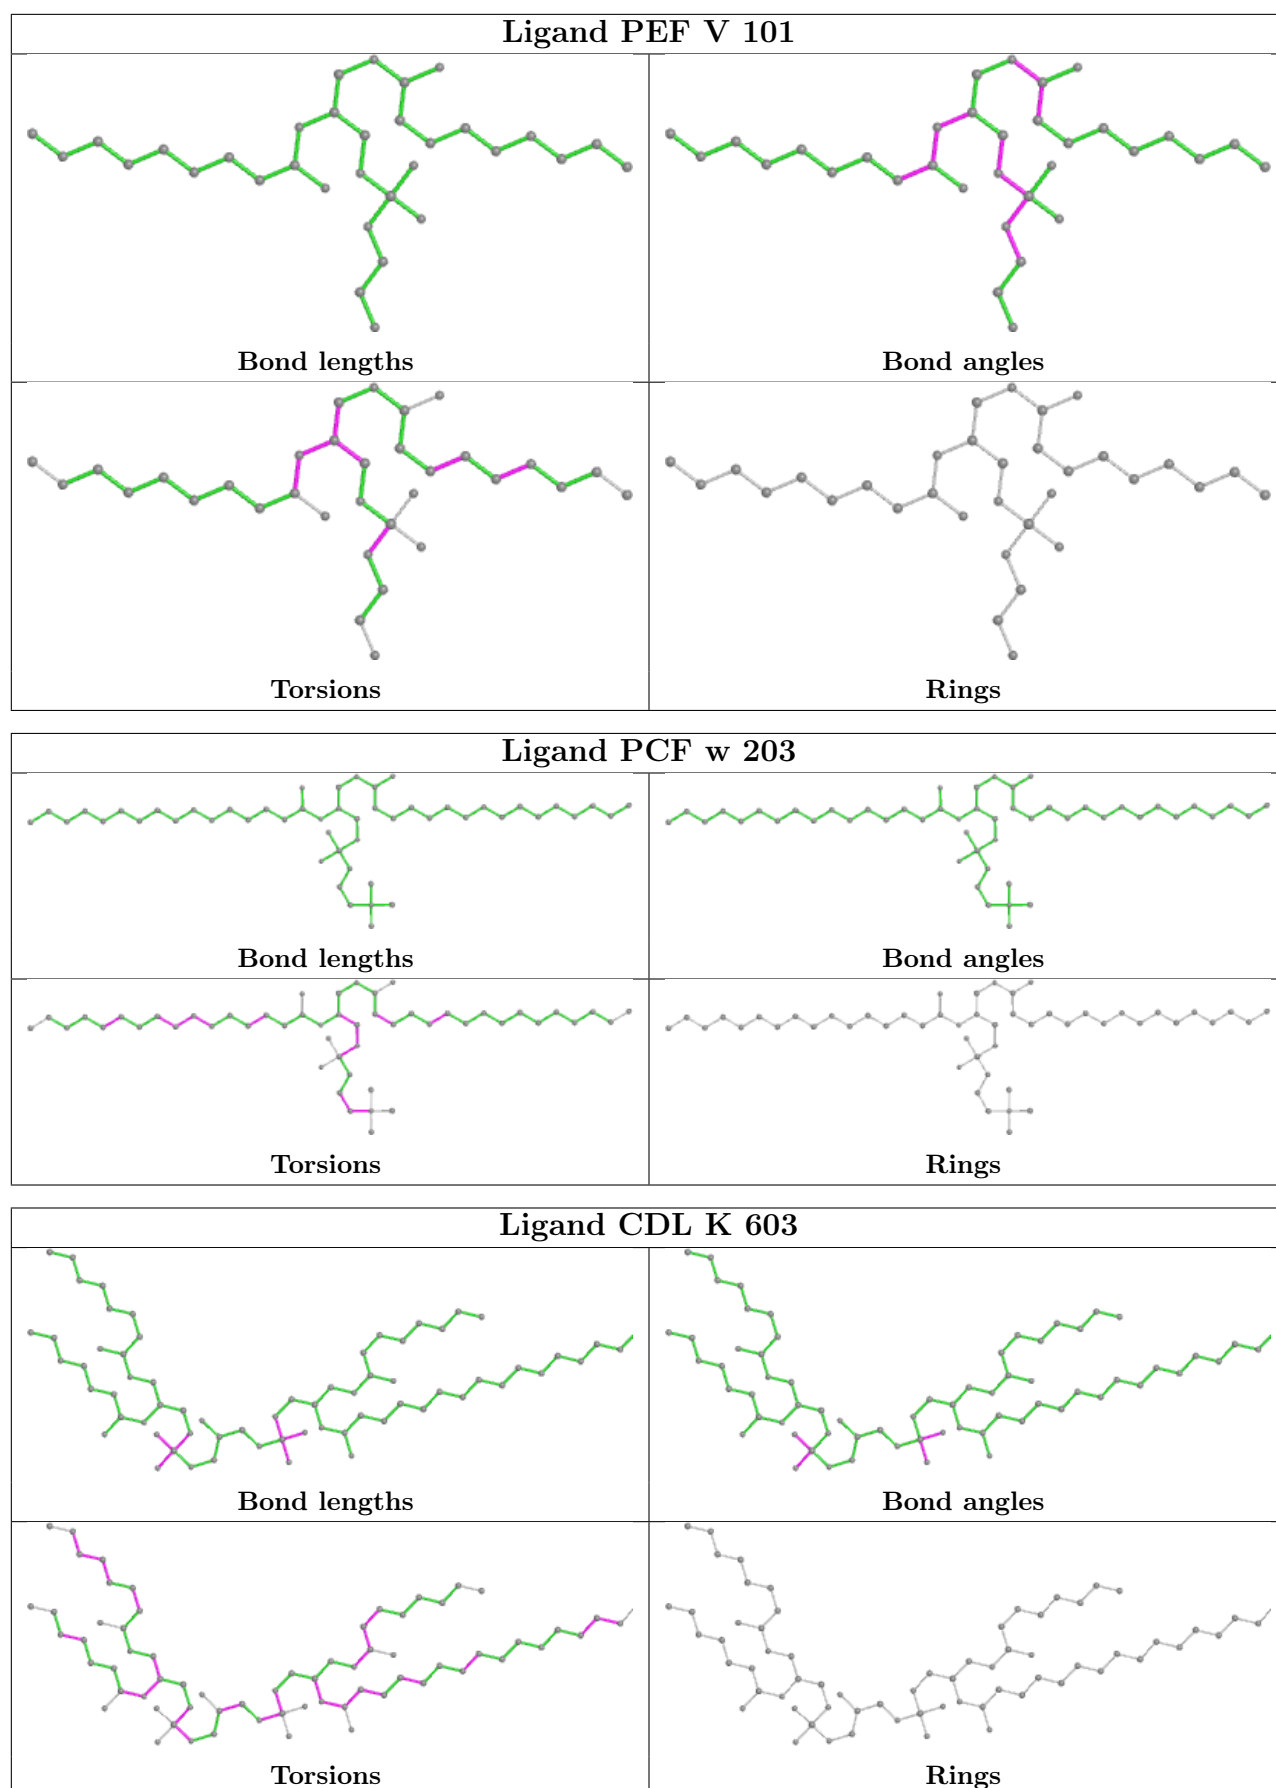 Ligand PEF V 101
Bond lengths
Bond angles
Torsions
Rings
Ligand PCF w 203
Bond lengths
Bond angles
Torsions
Rings
Ligand CDL K 603
Bond lengths
Bond angles
Torsions
Rings